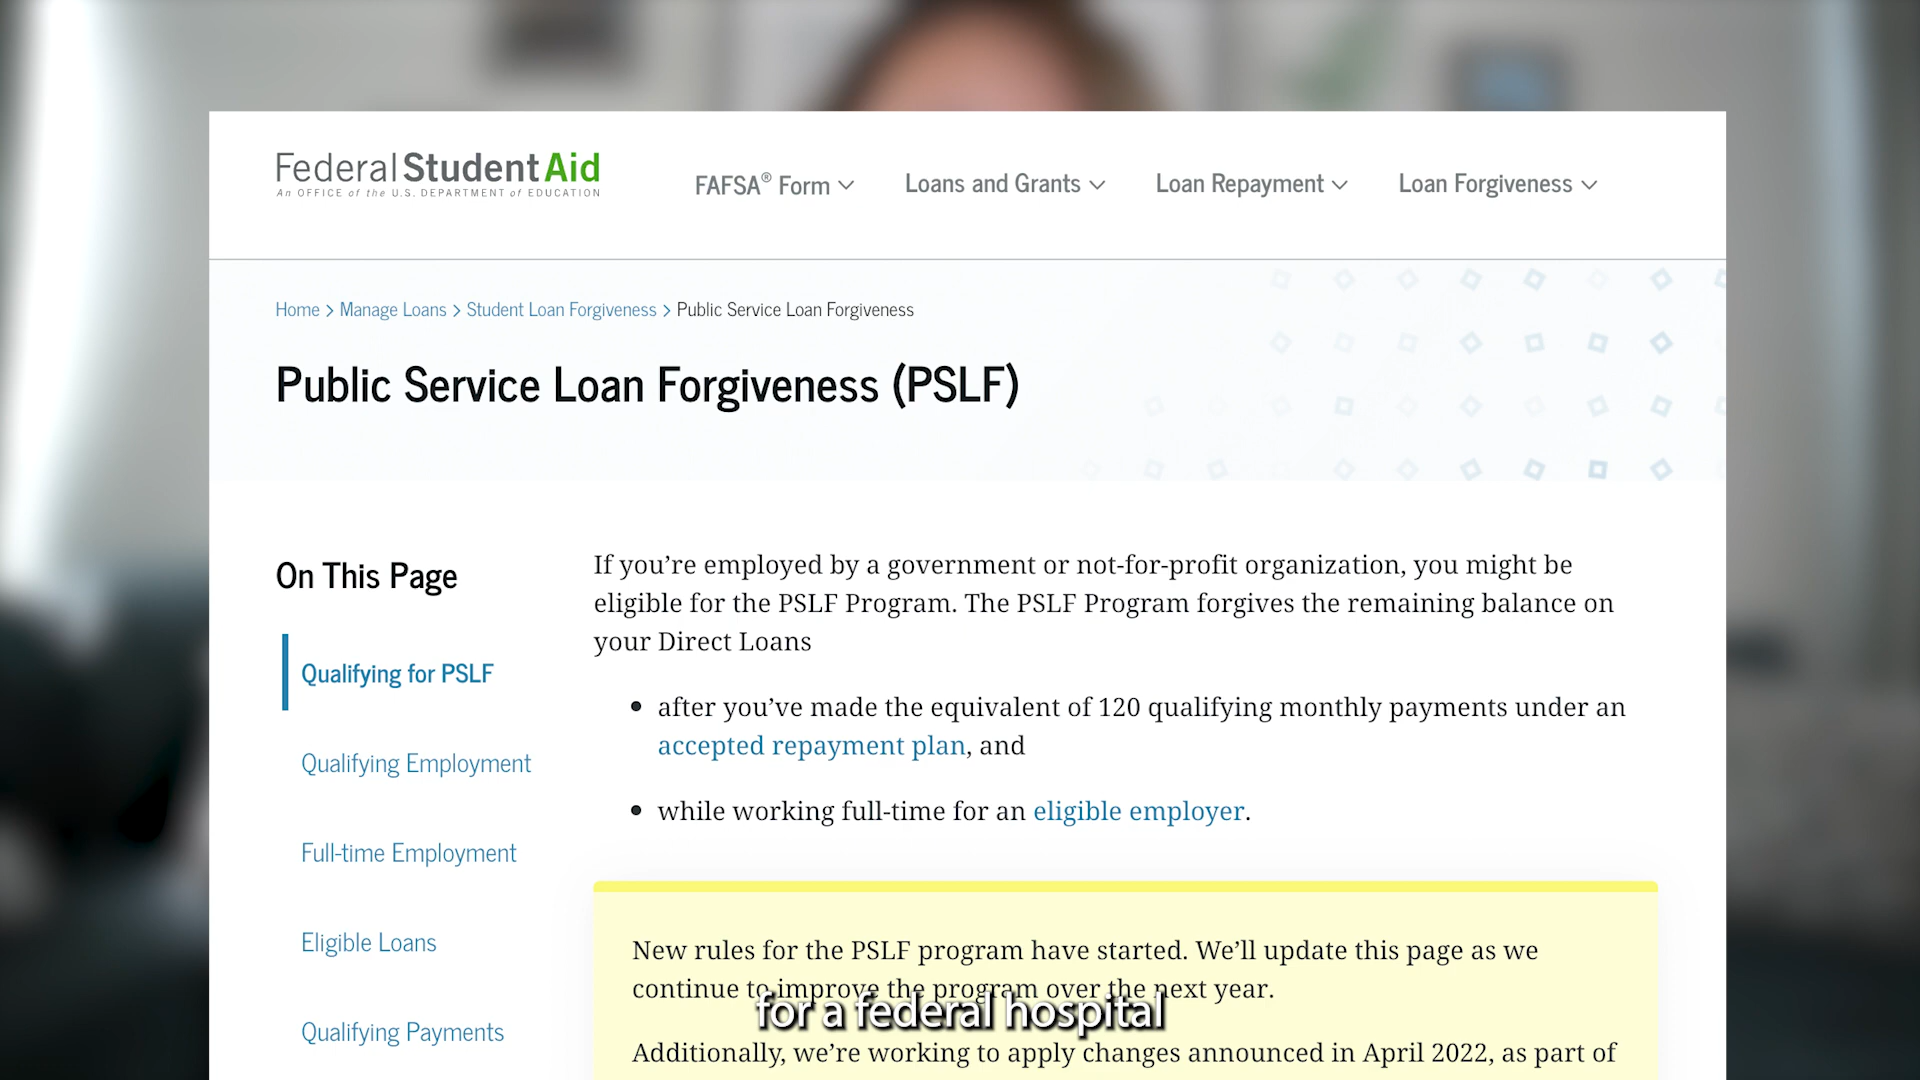 Federal Student Aid
An OFFICE of the U.S. DEPARTMENT of EDUCATION
FAFSA® Form
Loans and Grants
Loan Repayment
Loan Forgiveness
Home > Manage Loans > Student Loan Forgiveness > Public Service Loan Forgiveness
Public Service Loan Forgiveness (PSLF)
On This Page
Qualifying for PSLF
Qualifying Employment
Full-time Employment
Eligible Loans
Qualifying Payments
If you’re employed by a government or not-for-profit organization, you might be
eligible for the PSLF Program. The PSLF Program forgives the remaining balance on
your Direct Loans
• after you’ve made the equivalent of 120 qualifying monthly payments under an
accepted repayment plan, and
• while working full-time for an eligible employer.
New rules for the PSLF program have started. We’ll update this page as we
continue to improve the program over the next year.
for a federal hospital
Additionally, we’re working to apply changes announced in April 2022, as part of